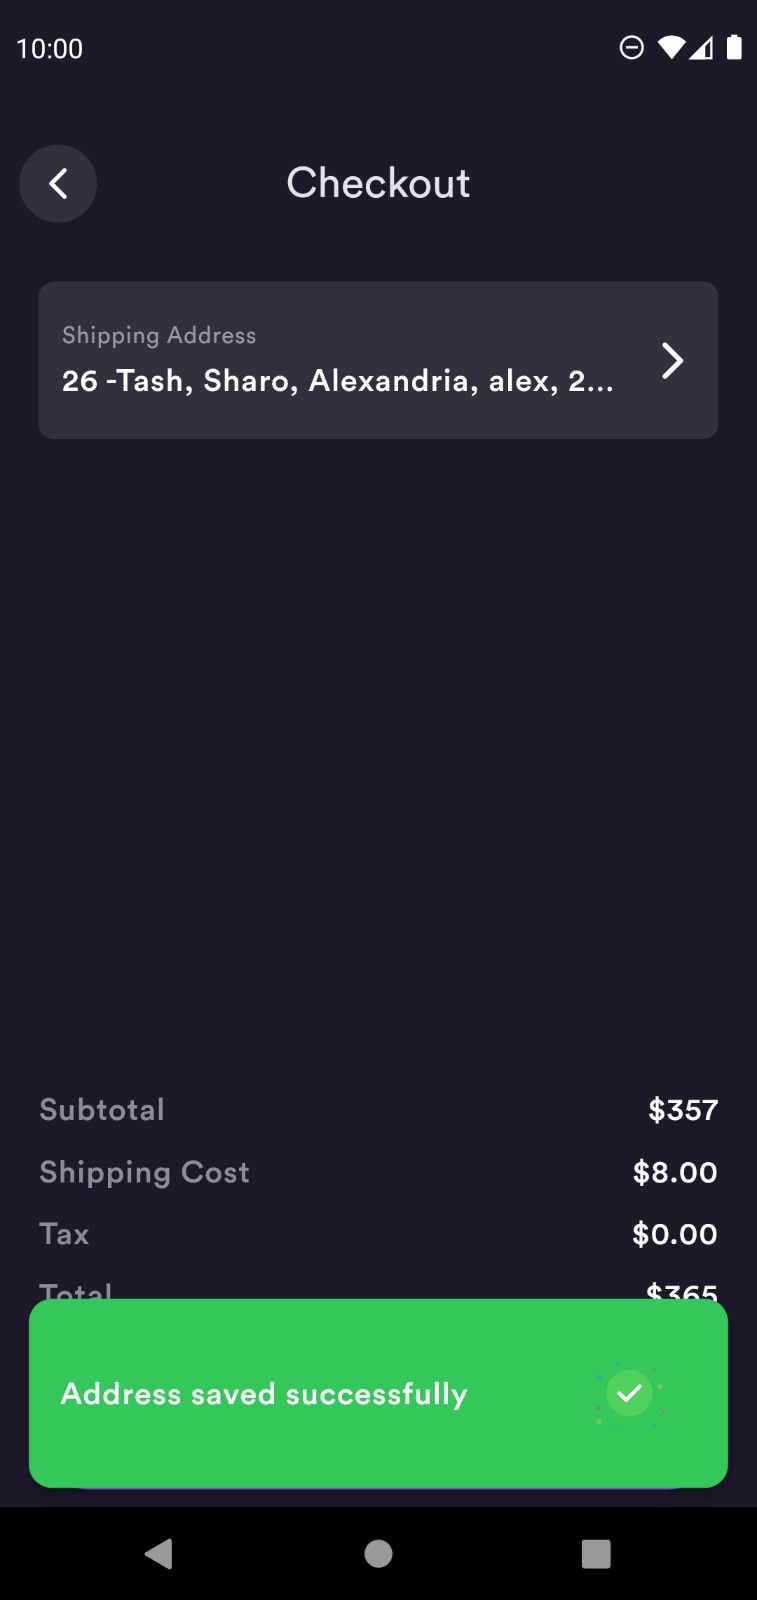 10:00
Checkout
Shipping Address
26 -Tash, Sharo, Alexandria, alex, 2...
Subtotal $357
Shipping Cost $8.00
Tax $0.00
Total $365
Address saved successfully